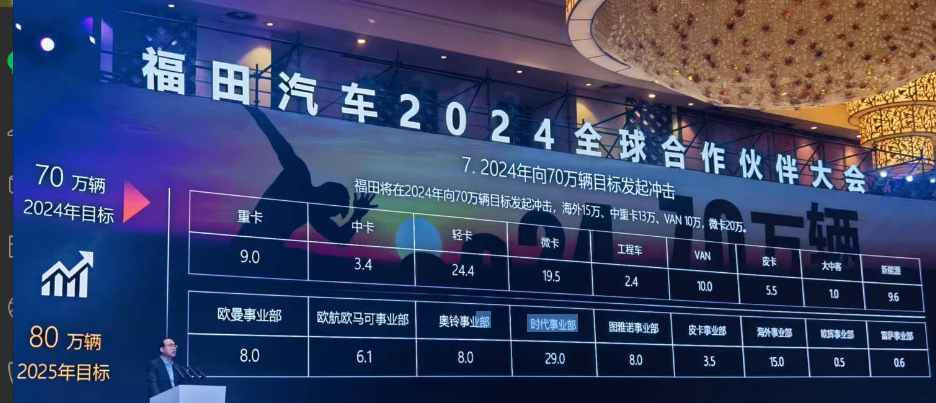 福田汽车2024全球合作伙伴大会
7. 2024年向70万辆目标发起冲击
福田将在2024年向70万辆目标发起冲击，海外15万、中重卡13万、VAN 10万，微卡20万。
70 万辆
2024年目标
80 万辆
2025年目标
重卡 中卡 轻卡 微卡 工程车 VAN 皮卡 大中客 新能源
9.0 3.4 24.4 19.5 2.4 10.0 5.5 1.0 9.6
欧曼事业部 欧航欧马可事业部 奥铃事业部 时代事业部 图雅诺事业部 皮卡事业部 海外事业部 欧辉事业部 雷萨事业部
8.0 6.1 8.0 29.0 8.0 3.5 15.0 0.5 0.6
70万辆